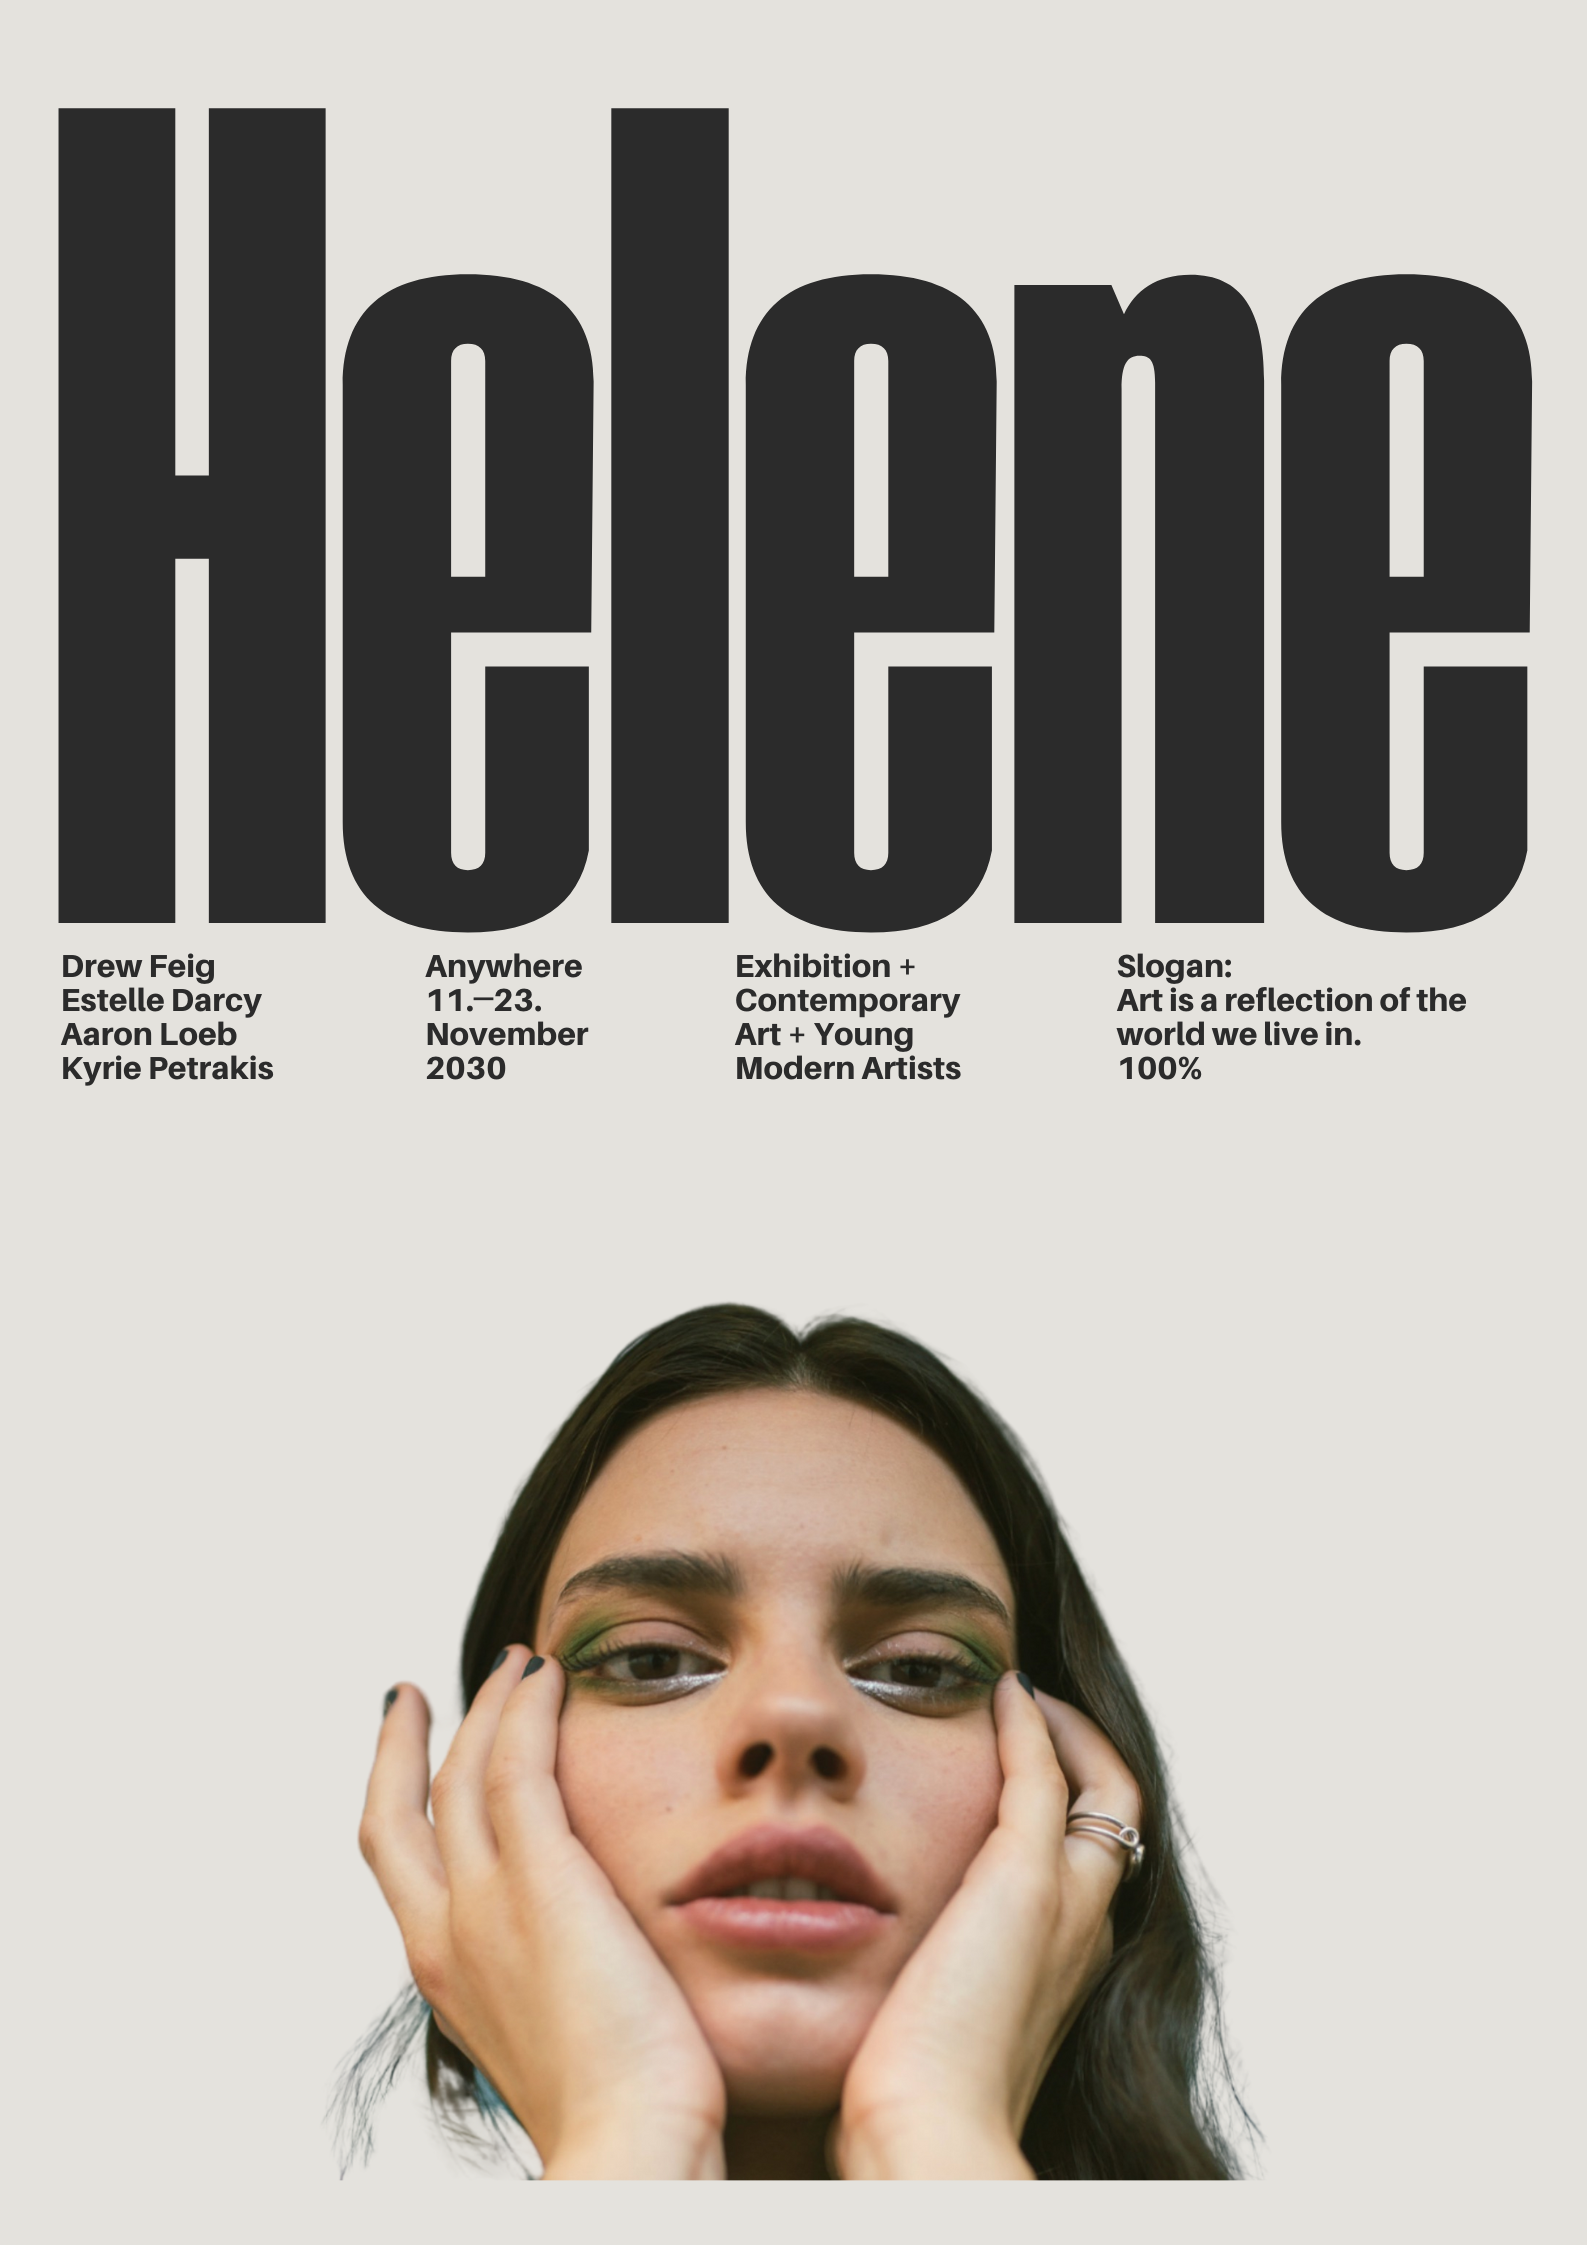 Helene
Drew Feig
Estelle Darcy
Aaron Loeb
Kyrie Petrakis
Anywhere
11.—23.
November
2030
Exhibition +
Contemporary
Art + Young
Modern Artists
Slogan:
Art is a reflection of the
world we live in.
100%